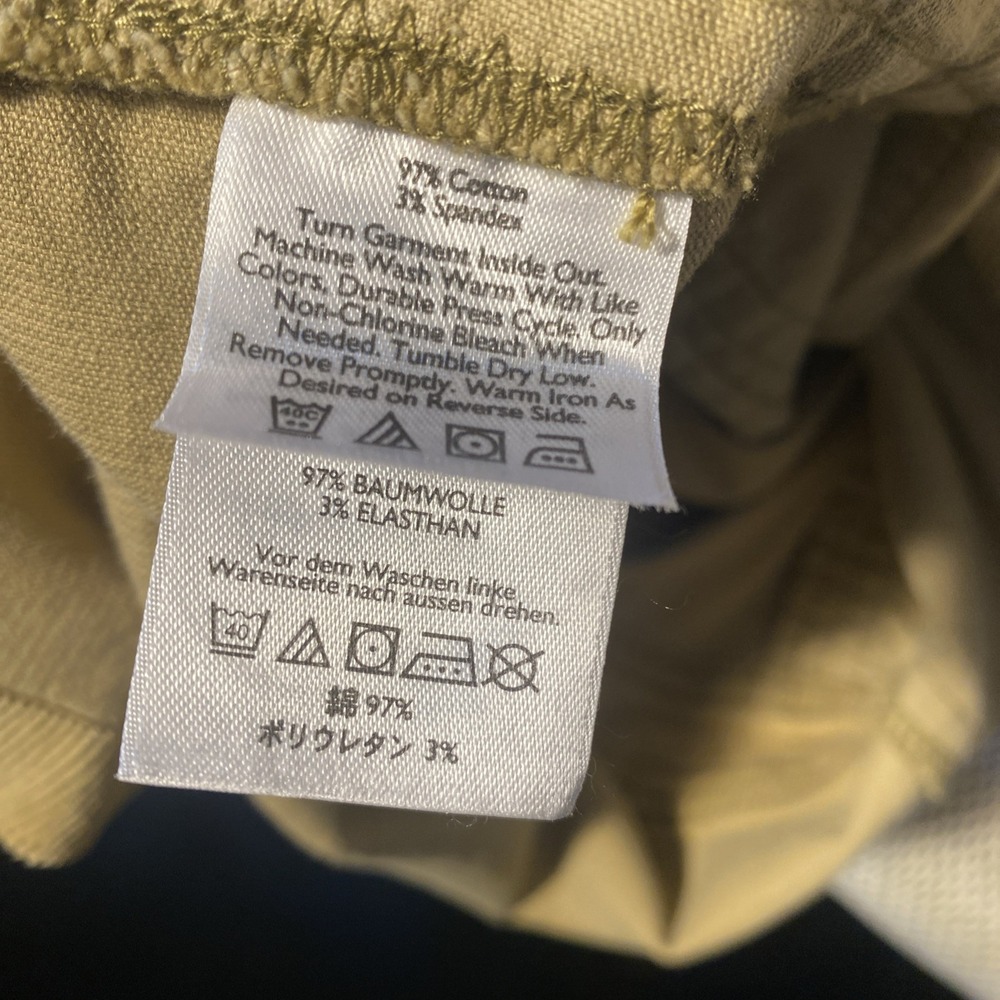 97% Cotton
3% Spandex
Turn Garment Inside Out.
Machine Wash Warm With Like
Colors. Durable Press Cycle. Only
Non-Chlorine Bleach When
Needed. Tumble Dry Low.
Remove Promptly. Warm Iron As
Desired on Reverse Side.
40C
97% BAUMWOLLE
3% ELASTHAN
Vor dem Waschen linke
Warenseite nach aussen drehen.
40
綿 97%
ポリウレタン 3%